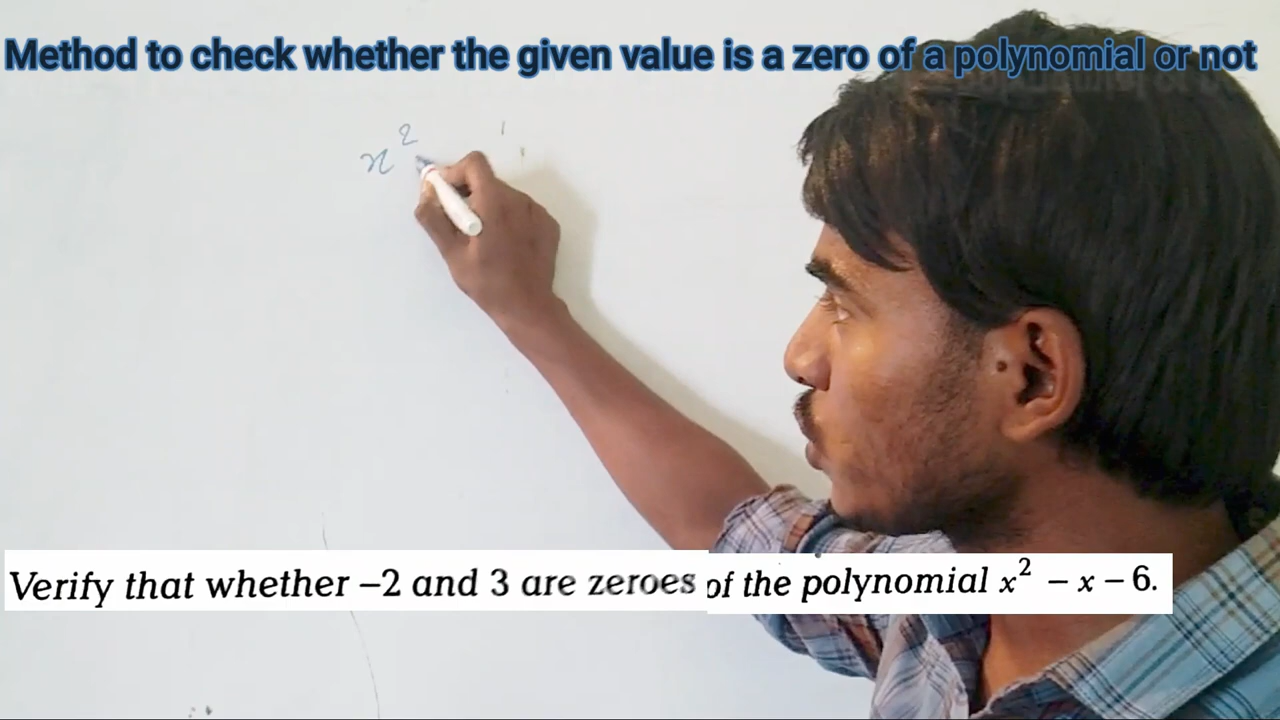 Method to check whether the given value is a zero of a polynomial or not
x²
Verify that whether –2 and 3 are zeroes of the polynomial x² – x – 6.